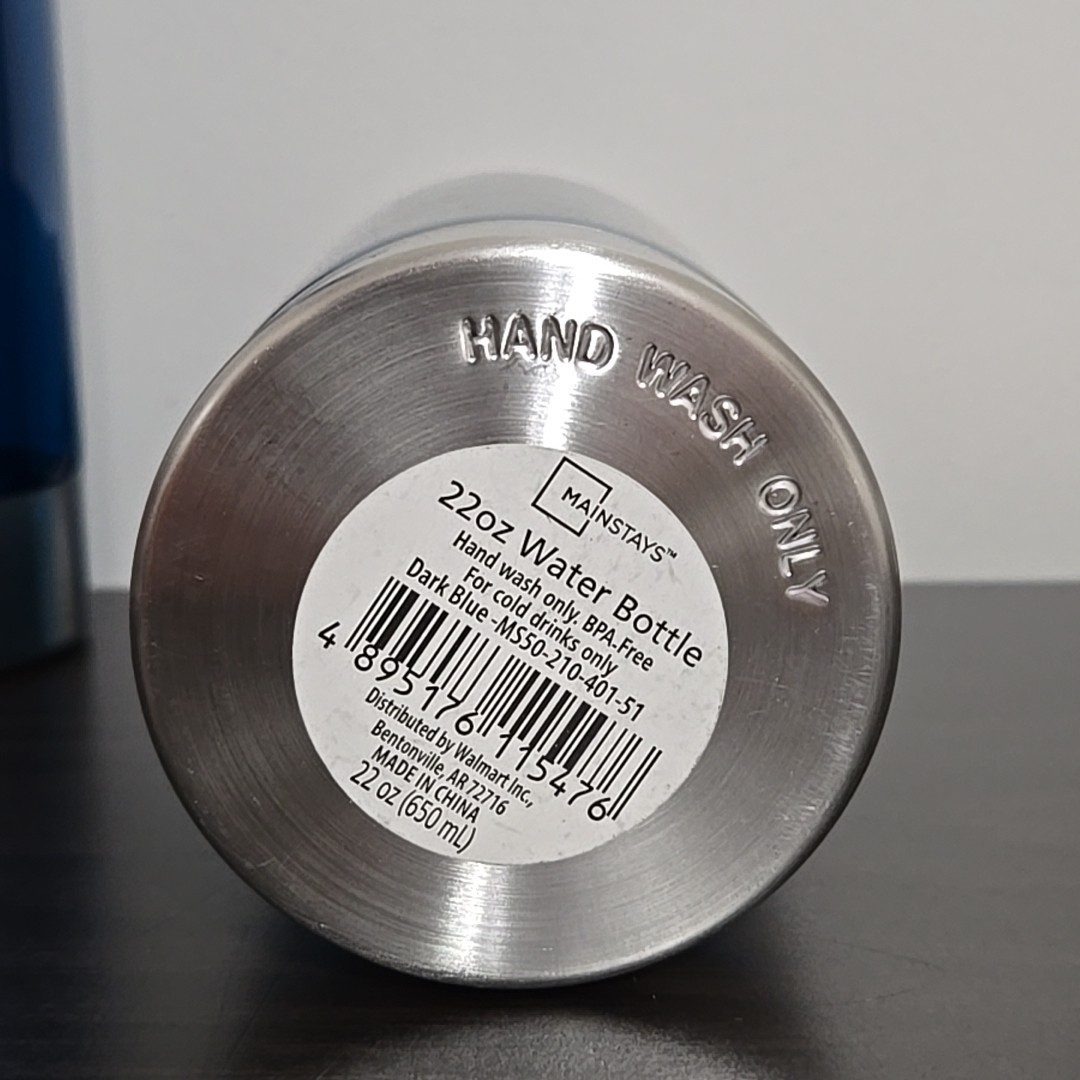 HAND WASH ONLY
MAINSTAYS™
22oz Water Bottle
Hand wash only. BPA-Free
For cold drinks only
Dark Blue -MS50-210-401-51
4 895176 115476
Distributed by Walmart Inc.,
Bentonville, AR 72716
MADE IN CHINA
22 oz (650 mL)